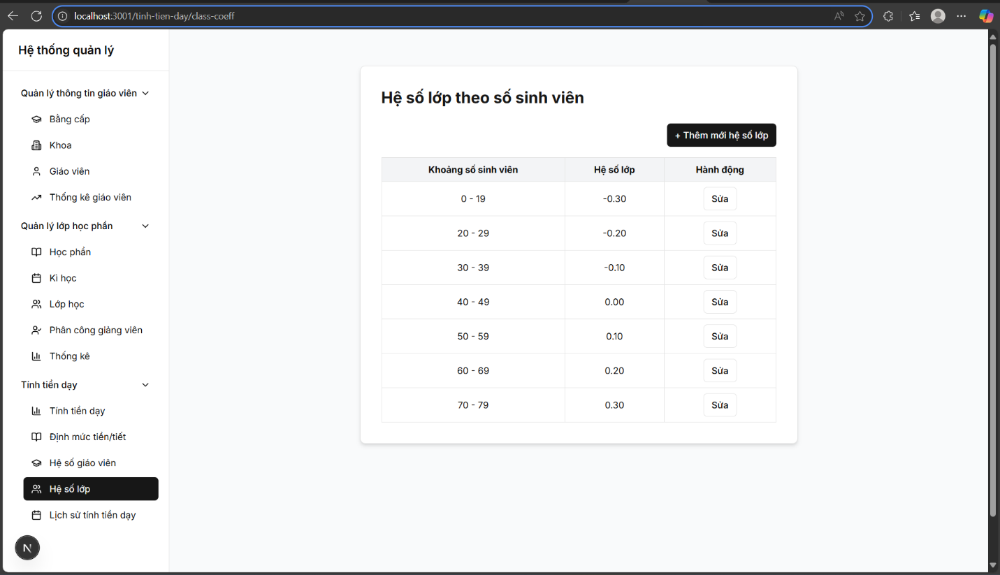 localhost:3001/tinh-tien-day/class-coeff
Hệ thống quản lý
Quản lý thông tin giáo viên
Bằng cấp
Khoa
Giáo viên
Thống kê giáo viên
Quản lý lớp học phần
Học phần
Kì học
Lớp học
Phân công giảng viên
Thống kê
Tính tiền dạy
Tính tiền dạy
Định mức tiền/tiết
Hệ số giáo viên
Hệ số lớp
Lịch sử tính tiền dạy
N
Hệ số lớp theo số sinh viên
+ Thêm mới hệ số lớp
Khoảng số sinh viên Hệ số lớp Hành động
0 - 19 -0.30 Sửa
20 - 29 -0.20 Sửa
30 - 39 -0.10 Sửa
40 - 49 0.00 Sửa
50 - 59 0.10 Sửa
60 - 69 0.20 Sửa
70 - 79 0.30 Sửa